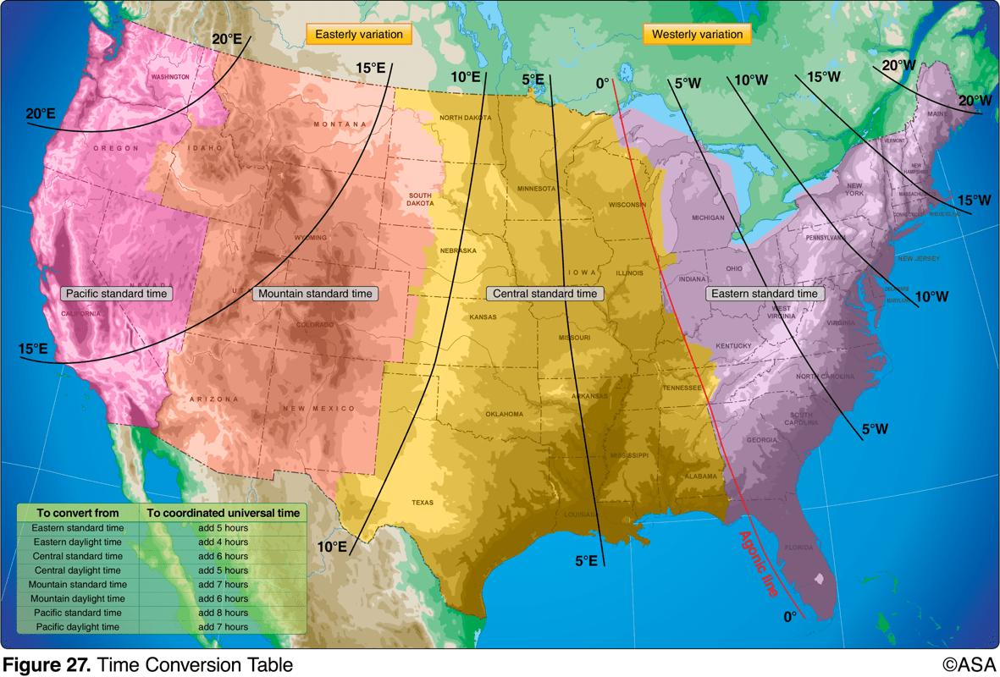 Easterly variation
Westerly variation
20°E
15°E
10°E
5°E
0°
5°W
10°W
15°W
20°W
20°W
20°E
15°W
10°W
5°W
15°E
10°E
5°E
0°
Agonic line
WASHINGTON
OREGON
IDAHO
MONTANA
NORTH DAKOTA
SOUTH
DAKOTA
MINNESOTA
WISCONSIN
MICHIGAN
NEW
YORK
VERMONT
NEW
HAMPSHIRE
MAINE
RHODE ISLAND
PENNSYLVANIA
NEW JERSEY
DELAWARE
MARYLAND
WYOMING
NEBRASKA
IOWA
ILLINOIS
INDIANA
OHIO
WEST
VIRGINIA
VIRGINIA
Pacific standard time
Mountain standard time
Central standard time
Eastern standard time
CALIFORNIA
COLORADO
KANSAS
MISSOURI
KENTUCKY
NORTH CAROLINA
TENNESSEE
SOUTH
CAROLINA
ARIZONA
NEW MEXICO
OKLAHOMA
ARKANSAS
MISSISSIPPI
ALABAMA
GEORGIA
TEXAS
LOUISIANA
FLORIDA
To convert from To coordinated universal time
Eastern standard time add 5 hours
Eastern daylight time add 4 hours
Central standard time add 6 hours
Central daylight time add 5 hours
Mountain standard time add 7 hours
Mountain daylight time add 6 hours
Pacific standard time add 8 hours
Pacific daylight time add 7 hours
Figure 27. Time Conversion Table
©ASA